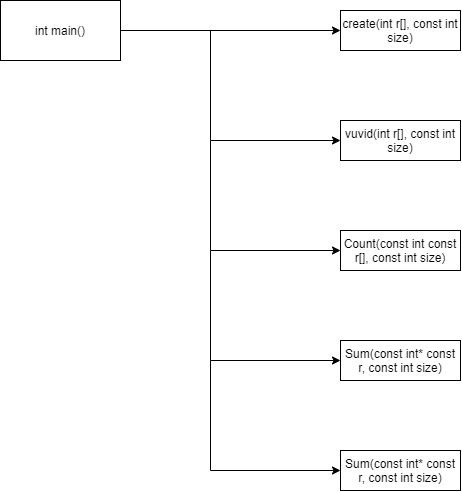 int main()
create(int r[], const int
size)
vuvid(int r[], const int
size)
Count(const int const
r[], const int size)
Sum(const int* const
r, const int size)
Sum(const int* const
r, const int size)